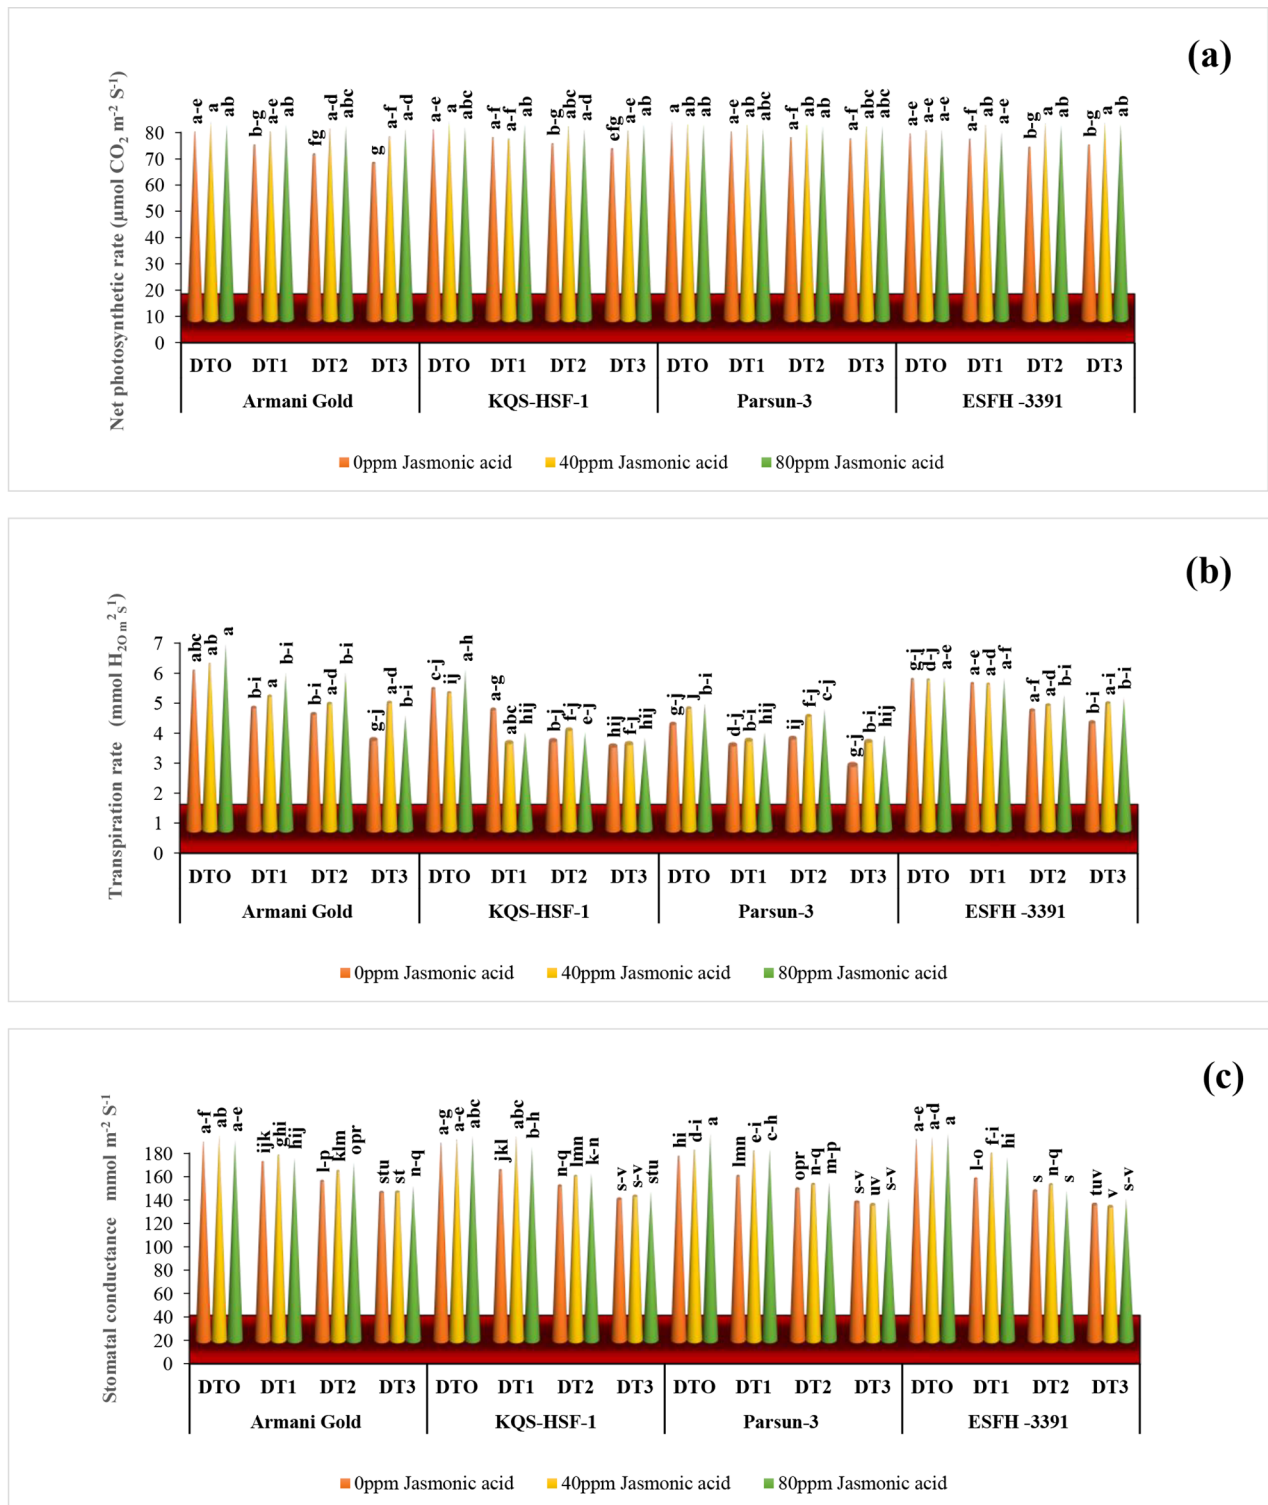 (a)
Net photosynthetic rate (µmol CO2 m-2 S-1)
a-e a ab b-g a-e ab fg a-d abc g a-f a-d a-e a abc a-f a-f ab b-g abc a-d efg a-e ab a ab ab a-e ab abc a-f ab ab a-f abc abc a-e a-e a-e a-f ab a-e b-g a ab b-g a ab
80
70
60
50
40
30
20
10
0
DTO DT1 DT2 DT3 DTO DT1 DT2 DT3 DTO DT1 DT2 DT3 DTO DT1 DT2 DT3
Armani Gold KQS-HSF-1 Parsun-3 ESFH -3391
0ppm Jasmonic acid 40ppm Jasmonic acid 80ppm Jasmonic acid
(b)
Transpiration rate (mmol H2O m2s1)
abc ab a b-i a b-i b-i a-d b-i g-j a-d b-i c-j ij a-h a-g abc hij b-j f-j e-j hij f-j hij g-j j b-i d-j b-i hij ij f-j c-j g-j b-i hij g-j d-j a-e a-e a-d a-f a-f a-d b-i b-i a-i b-i
7
6
5
4
3
2
1
0
DTO DT1 DT2 DT3 DTO DT1 DT2 DT3 DTO DT1 DT2 DT3 DTO DT1 DT2 DT3
Armani Gold KQS-HSF-1 Parsun-3 ESFH -3391
0ppm Jasmonic acid 40ppm Jasmonic acid 80ppm Jasmonic acid
(c)
Stomatal conductance mmol m-2 S-1
a-f ab a-e ijk ghi hij l-p klm opr stu st n-q a-g a-e abc jkl abc b-h n-q lmn k-n s-v s-v stu hi d-i a lmn e-i c-h opr n-q m-p s-v uv s-v a-e a-d a l-o f-i hi s n-q s tuv v s-v
180
160
140
120
100
80
60
40
20
0
DTO DT1 DT2 DT3 DTO DT1 DT2 DT3 DTO DT1 DT2 DT3 DTO DT1 DT2 DT3
Armani Gold KQS-HSF-1 Parsun-3 ESFH -3391
0ppm Jasmonic acid 40ppm Jasmonic acid 80ppm Jasmonic acid